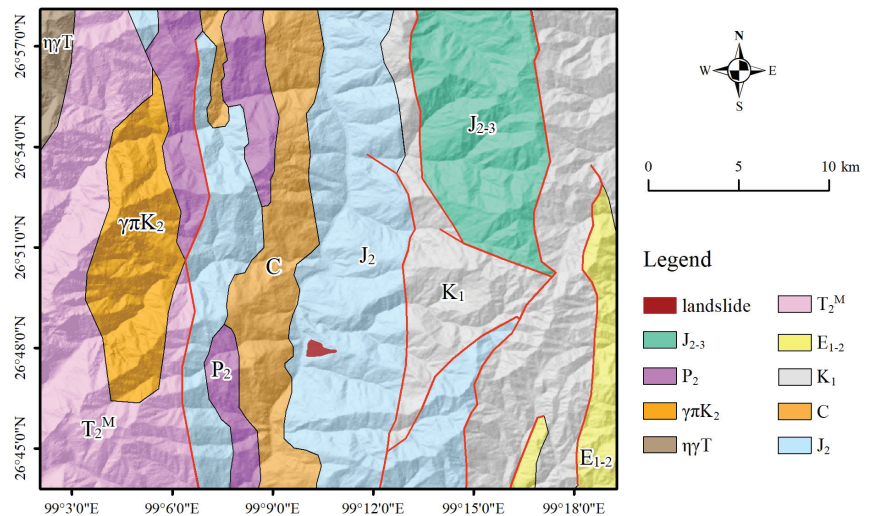 26°57'0"N
26°54'0"N
26°51'0"N
26°48'0"N
26°45'0"N
ηγT
J₂₋₃
γπK₂
C
J₂
K₁
P₂
T₂ᴹ
E₁₋₂
99°3'0"E 99°6'0"E 99°9'0"E 99°12'0"E 99°15'0"E 99°18'0"E
N
W E
S
0 5 10 km
Legend
landslide T₂ᴹ
J₂₋₃ E₁₋₂
P₂ K₁
γπK₂ C
ηγT J₂